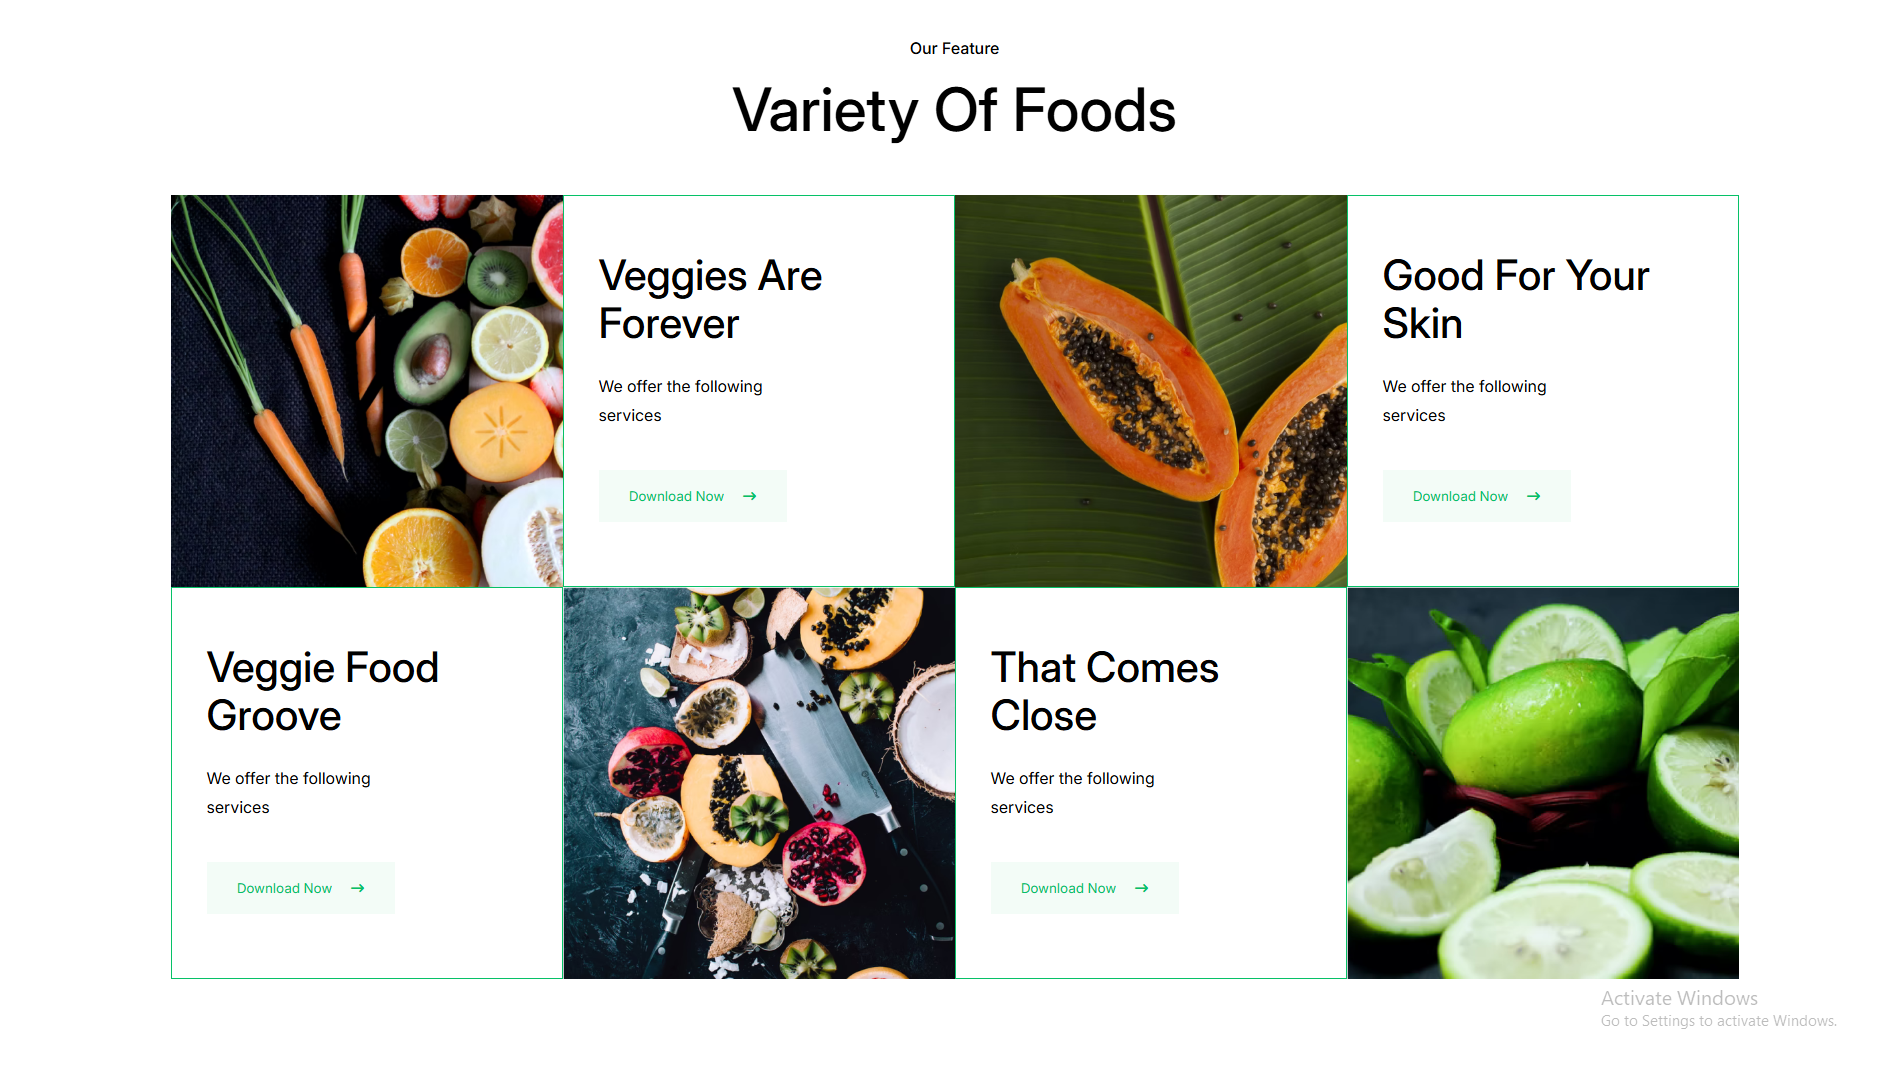 Our Feature
Variety Of Foods
Veggies Are
Forever
We offer the following
services
Download Now →
Good For Your
Skin
We offer the following
services
Download Now →
Veggie Food
Groove
We offer the following
services
Download Now →
That Comes
Close
We offer the following
services
Download Now →
Activate Windows
Go to Settings to activate Windows.